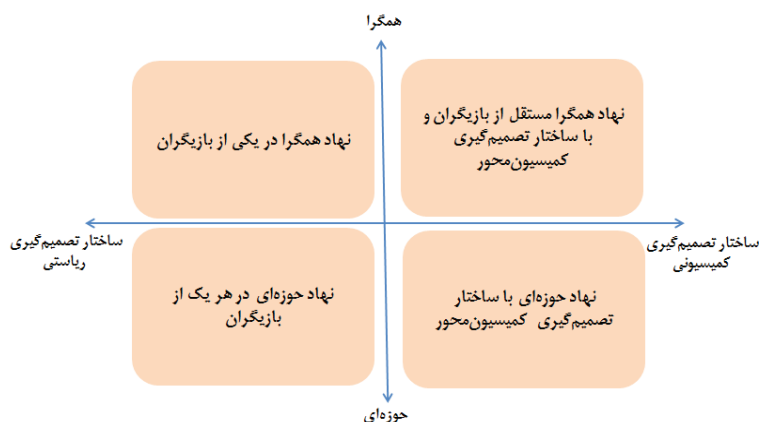 همگرا
نهاد همگرا مستقل از بازیگران و
با ساختار تصمیم‌گیری
کمیسیون‌محور
نهاد همگرا در یکی از بازیگران
ساختار تصمیم‌گیری
کمیسیونی
ساختار تصمیم‌گیری
ریاستی
نهاد حوزه‌ای با ساختار
تصمیم‌گیری کمیسیون‌محور
نهاد حوزه‌ای در هر یک از
بازیگران
حوزه‌ای